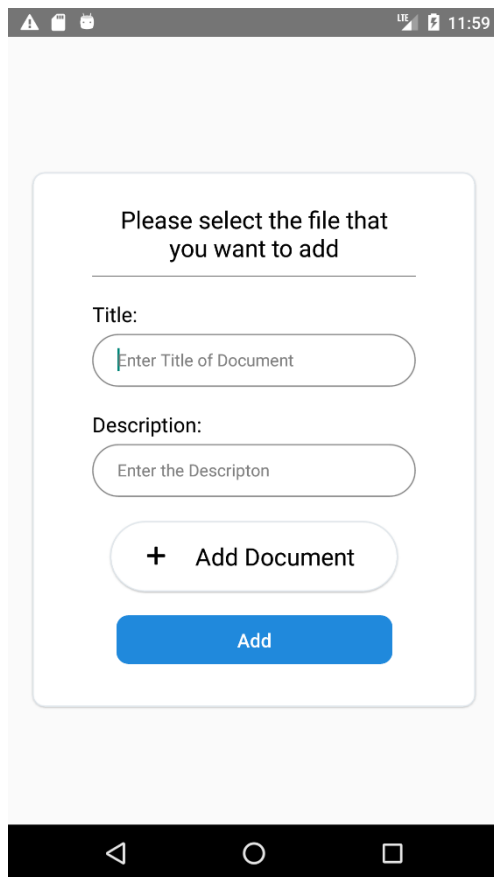 LTE 11:59
Please select the file that
you want to add
Title:
Enter Title of Document
Description:
Enter the Descripton
+ Add Document
Add